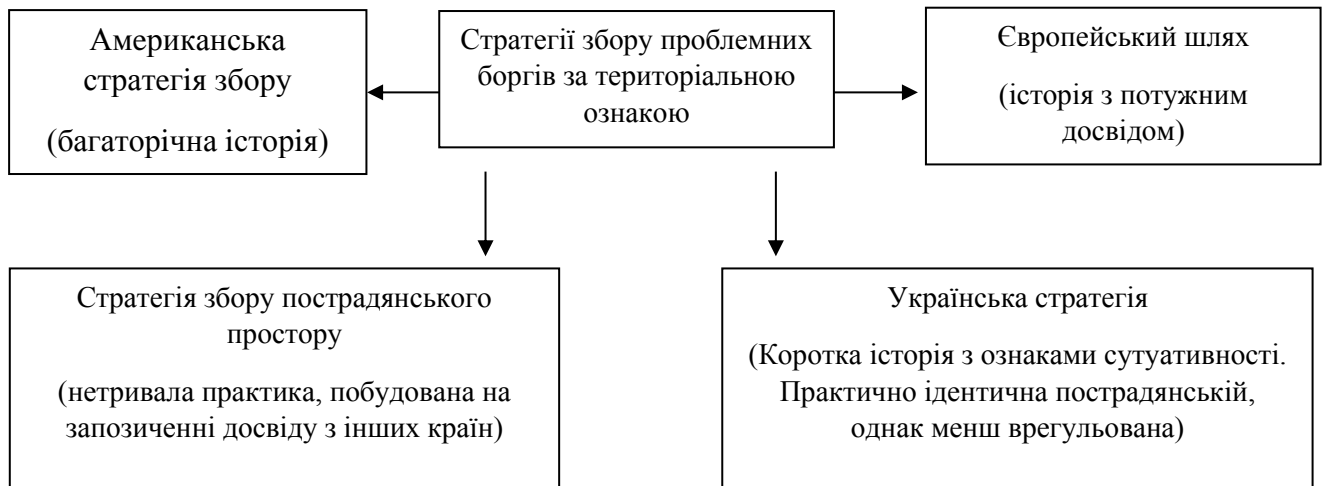 Американська
стратегія збору
(багаторічна історія)
Стратегії збору проблемних
боргів за територіальною
ознакою
Європейський шлях
(історія з потужним
досвідом)
Стратегія збору пострадянського
простору
(нетривала практика, побудована на
запозиченні досвіду з інших країн)
Українська стратегія
(Коротка історія з ознаками сутуативності.
Практично ідентична пострадянській,
однак менш врегульована)